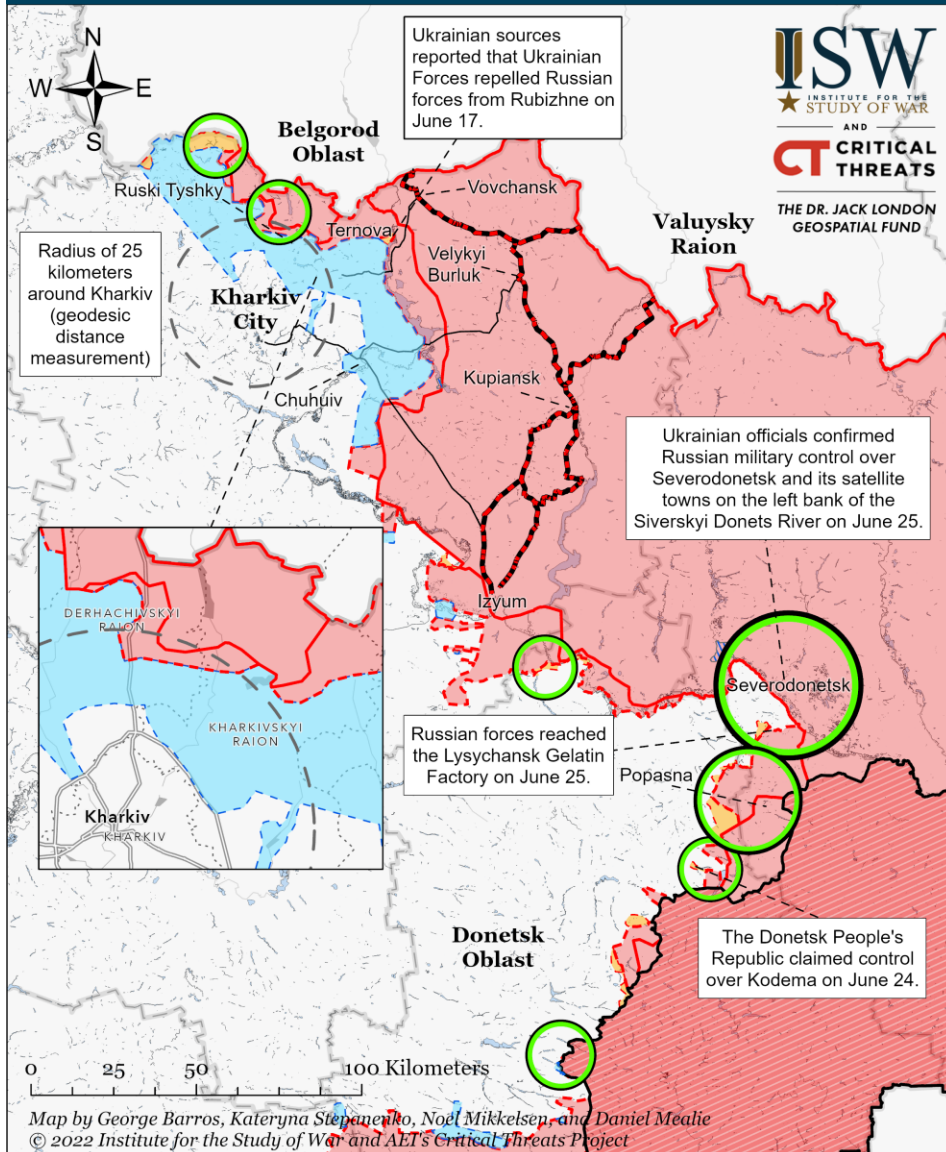 N
W
E
S
Ukrainian sources
reported that Ukrainian
Forces repelled Russian
forces from Rubizhne on
June 17.
ISW
INSTITUTE FOR THE
STUDY OF WAR
AND
CT CRITICAL
THREATS
THE DR. JACK LONDON
GEOSPATIAL FUND
Belgorod
Oblast
Ruski Tyshky
Vovchansk
Ternova
Valuysky
Raion
Velykyi
Burluk
Radius of 25
kilometers
around Kharkiv
(geodesic
distance
measurement)
Kharkiv
City
Kupiansk
Chuhuiv
Ukrainian officials confirmed
Russian military control over
Severodonetsk and its satellite
towns on the left bank of the
Siverskyi Donets River on June 25.
DERHACHIVSKYI
RAION
KHARKIVSKYI
RAION
Kharkiv
KHARKIV
Izyum
Severodonetsk
Russian forces reached
the Lysychansk Gelatin
Factory on June 25.
Popasna
Donetsk
Oblast
The Donetsk People's
Republic claimed control
over Kodema on June 24.
0 25 50 100 Kilometers
Map by George Barros, Kateryna Stepanenko, Noel Mikkelsen, and Daniel Mealie
© 2022 Institute for the Study of War and AEI's Critical Threats Project